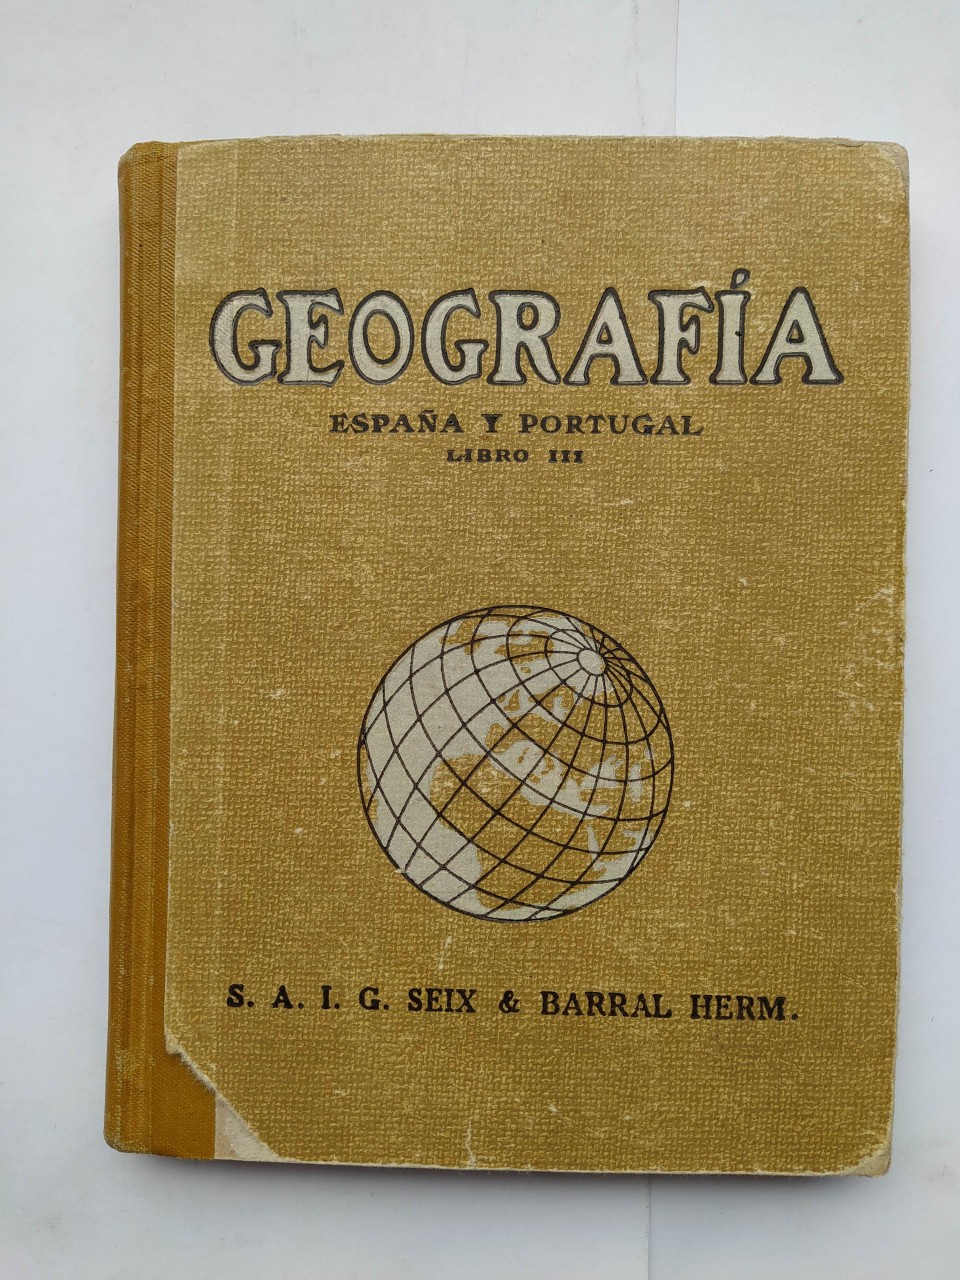 GEOGRAFÍA
ESPAÑA Y PORTUGAL
LIBRO III
S. A. I. G. SEIX & BARRAL HERM.